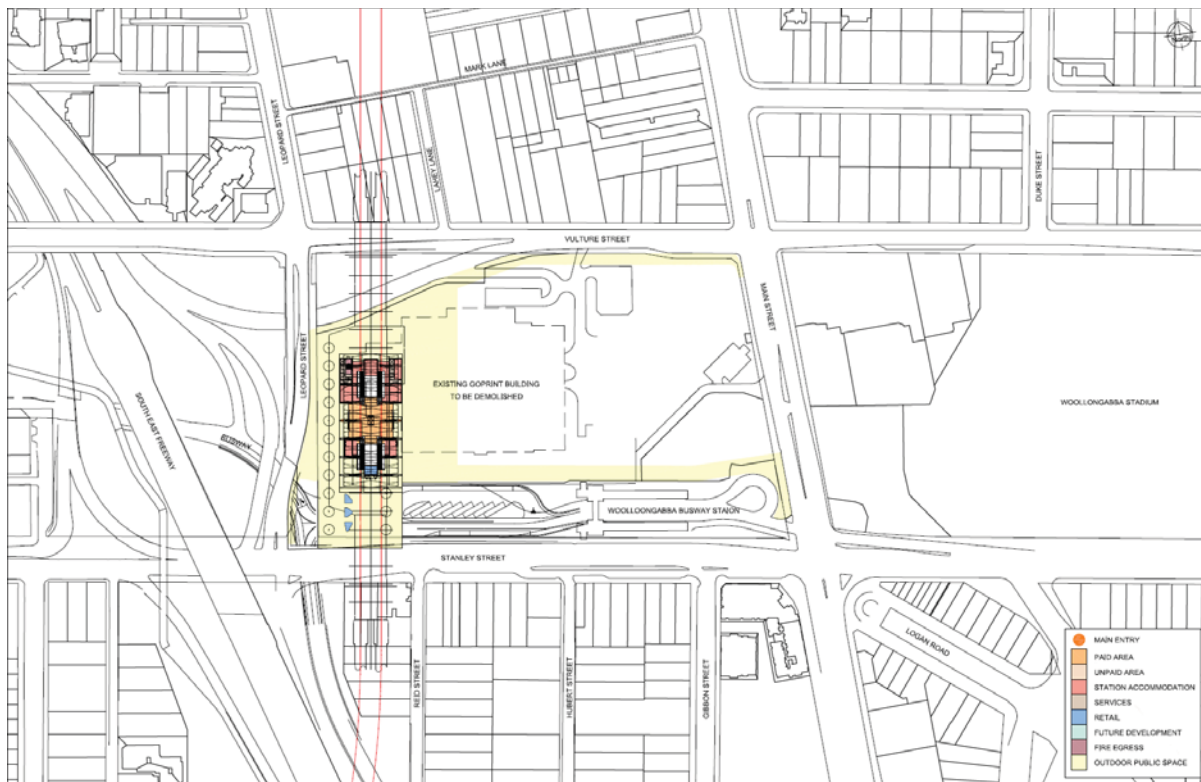 MARK LANE
LEOPARD STREET
LAHEY LANE
DUKE STREET
VULTURE STREET
MAIN STREET
LEOPARD STREET
EXISTING GOPRINT BUILDING
TO BE DEMOLISHED
WOOLLONGABBA STADIUM
SOUTH EAST FREEWAY
BUSWAY
WOOLLOONGABBA BUSWAY STAION
STANLEY STREET
LOGAN ROAD
REID STREET
HUBERT STREET
GIBBON STREET
MAIN ENTRY
PAID AREA
UNPAID AREA
STATION ACCOMMODATION
SERVICES
RETAIL
FUTURE DEVELOPMENT
FIRE EGRESS
OUTDOOR PUBLIC SPACE